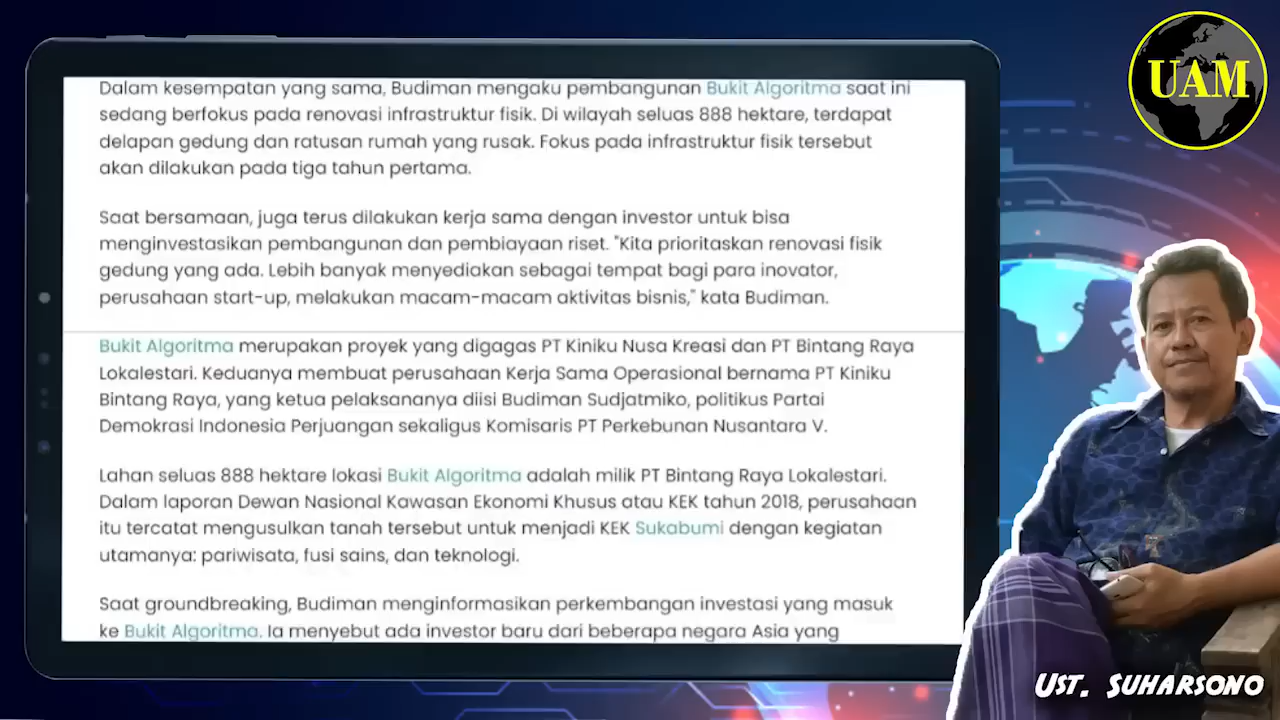 Dalam kesempatan yang sama, Budiman mengaku pembangunan Bukit Algoritma saat ini
sedang berfokus pada renovasi infrastruktur fisik. Di wilayah seluas 888 hektare, terdapat
delapan gedung dan ratusan rumah yang rusak. Fokus pada infrastruktur fisik tersebut
akan dilakukan pada tiga tahun pertama.
Saat bersamaan, juga terus dilakukan kerja sama dengan investor untuk bisa
menginvestasikan pembangunan dan pembiayaan riset. "Kita prioritaskan renovasi fisik
gedung yang ada. Lebih banyak menyediakan sebagai tempat bagi para inovator,
perusahaan start-up, melakukan macam-macam aktivitas bisnis," kata Budiman.
Bukit Algoritma merupakan proyek yang digagas PT Kiniku Nusa Kreasi dan PT Bintang Raya
Lokalestari. Keduanya membuat perusahaan Kerja Sama Operasional bernama PT Kiniku
Bintang Raya, yang ketua pelaksananya diisi Budiman Sudjatmiko, politikus Partai
Demokrasi Indonesia Perjuangan sekaligus Komisaris PT Perkebunan Nusantara V.
Lahan seluas 888 hektare lokasi Bukit Algoritma adalah milik PT Bintang Raya Lokalestari.
Dalam laporan Dewan Nasional Kawasan Ekonomi Khusus atau KEK tahun 2018, perusahaan
itu tercatat mengusulkan tanah tersebut untuk menjadi KEK Sukabumi dengan kegiatan
utamanya: pariwisata, fusi sains, dan teknologi.
Saat groundbreaking, Budiman menginformasikan perkembangan investasi yang masuk
ke Bukit Algoritma. Ia menyebut ada investor baru dari beberapa negara Asia yang
UAM
UST. SUHARSONO